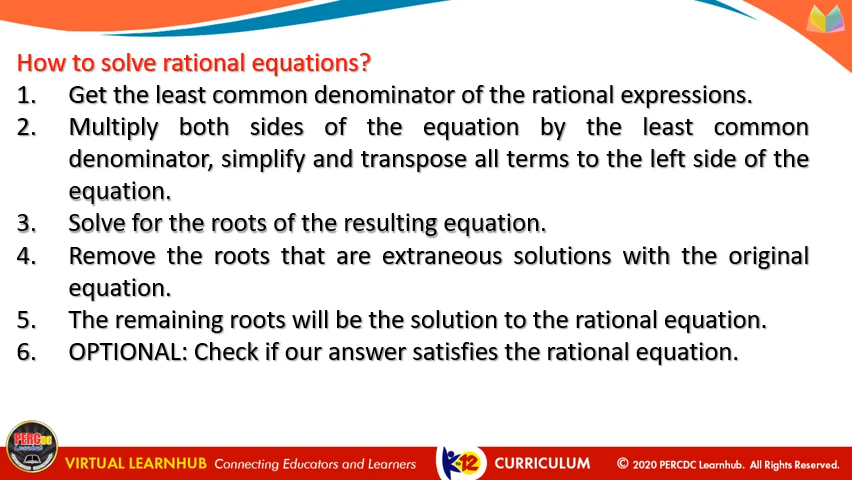 How to solve rational equations?
1. Get the least common denominator of the rational expressions.
2. Multiply both sides of the equation by the least common
denominator, simplify and transpose all terms to the left side of the
equation.
3. Solve for the roots of the resulting equation.
4. Remove the roots that are extraneous solutions with the original
equation.
5. The remaining roots will be the solution to the rational equation.
6. OPTIONAL: Check if our answer satisfies the rational equation.
PERCDC
Learnhub
VIRTUAL LEARNHUB Connecting Educators and Learners
K to 12 CURRICULUM
© 2020 PERCDC Learnhub. All Rights Reserved.